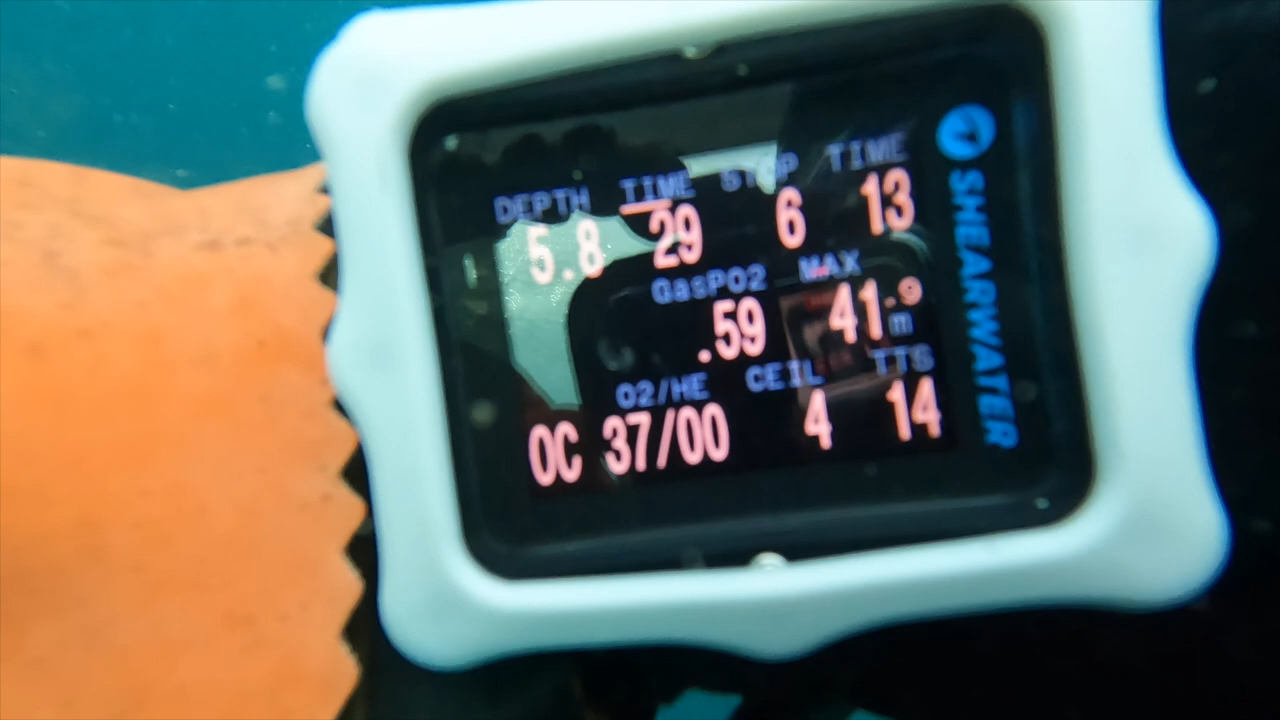 DEPTH TIME STOP TIME
5.8 29 6 13
GasPO2 MAX
.59 41.9m
O2/HE CEIL TTS
OC 37/00 4 14
SHEARWATER